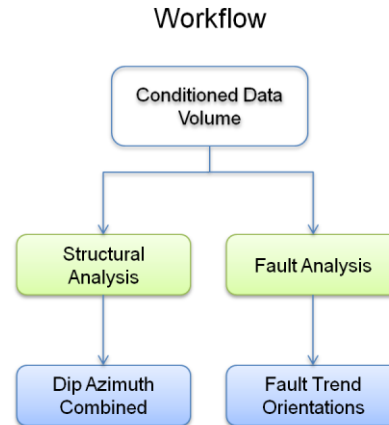 Workflow
Conditioned Data
Volume
Structural
Analysis
Fault Analysis
Dip Azimuth
Combined
Fault Trend
Orientations